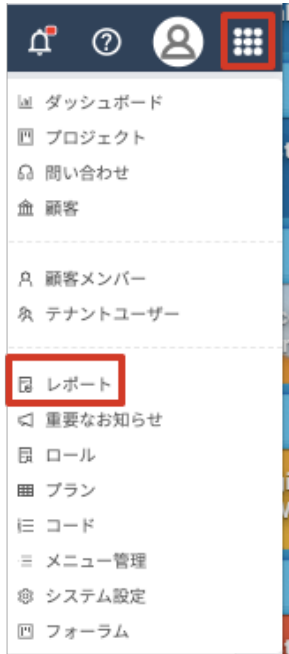 ダッシュボード
プロジェクト
問い合わせ
顧客
顧客メンバー
テナントユーザー
レポート
重要なお知らせ
ロール
プラン
コード
メニュー管理
システム設定
フォーラム